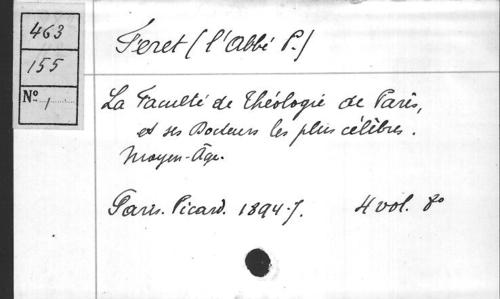 463
155
Nº 1
Feret (l'Abbé P.)
La Faculté de Théologie de Paris,
et ses Docteurs les plus célèbres.
Moyen-Âge.
Paris. Picard. 1894-7. 4 vol. 8º